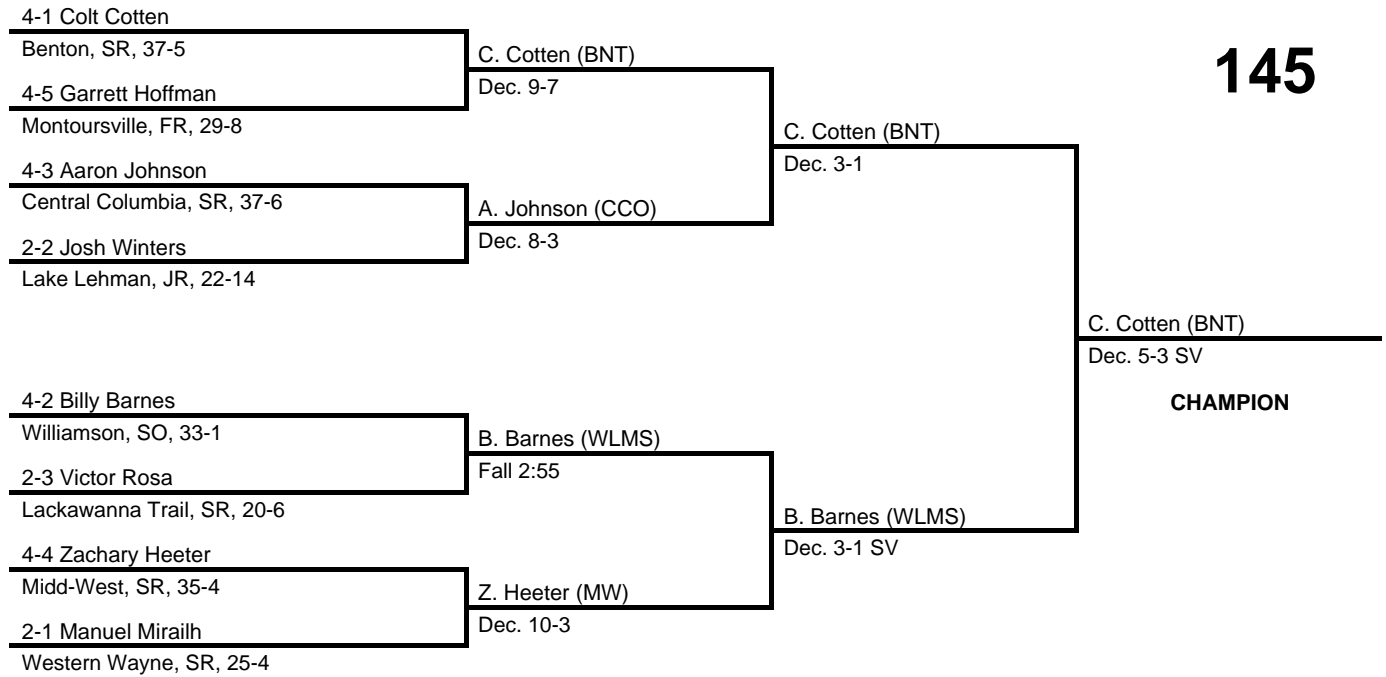 4-1 Colt Cotten
Benton, SR, 37-5
4-5 Garrett Hoffman
Montoursville, FR, 29-8
4-3 Aaron Johnson
Central Columbia, SR, 37-6
2-2 Josh Winters
Lake Lehman, JR, 22-14
4-2 Billy Barnes
Williamson, SO, 33-1
2-3 Victor Rosa
Lackawanna Trail, SR, 20-6
4-4 Zachary Heeter
Midd-West, SR, 35-4
2-1 Manuel Mirailh
Western Wayne, SR, 25-4
C. Cotten (BNT)
Dec. 9-7
A. Johnson (CCO)
Dec. 8-3
B. Barnes (WLMS)
Fall 2:55
Z. Heeter (MW)
Dec. 10-3
C. Cotten (BNT)
Dec. 3-1
B. Barnes (WLMS)
Dec. 3-1 SV
145
C. Cotten (BNT)
Dec. 5-3 SV
CHAMPION